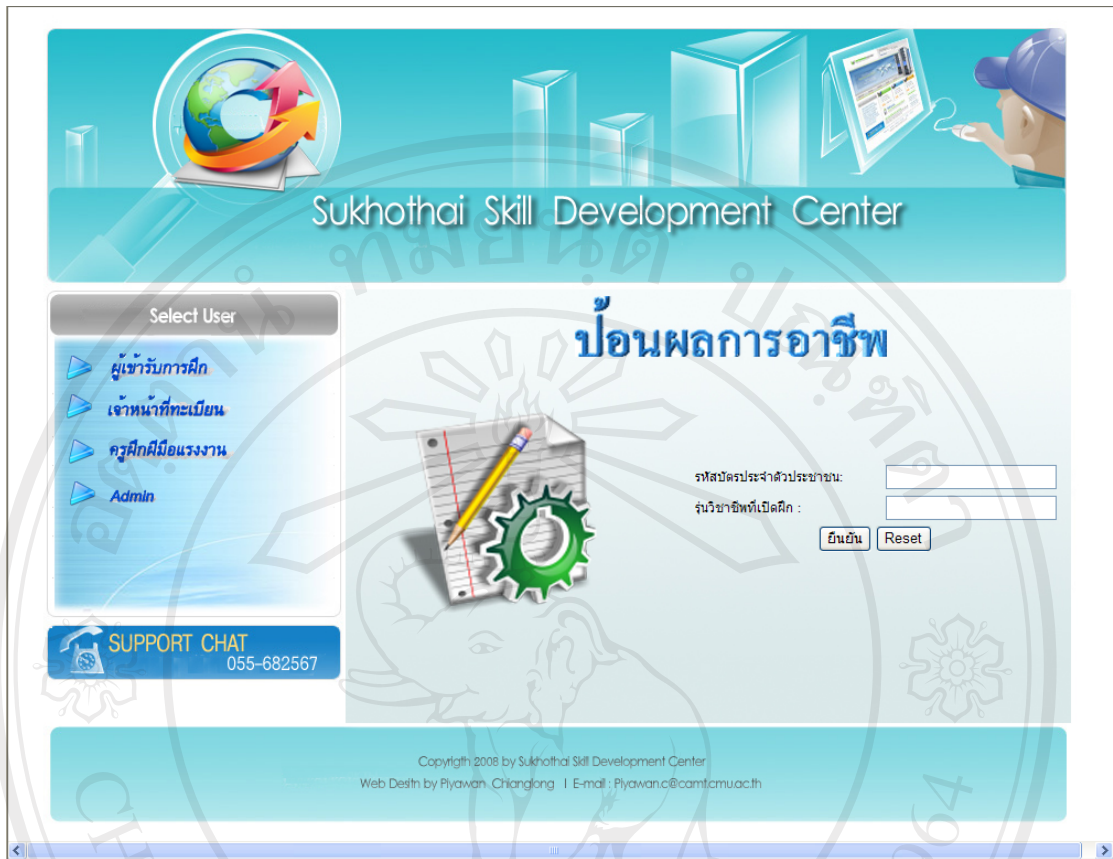 Sukhothai Skill Development Center
Select User
ผู้เข้ารับการฝึก
เจ้าหน้าที่ทะเบียน
ครูฝึกฝีมือแรงงาน
Admin
SUPPORT CHAT
055-682567
ป้อนผลการอาชีพ
รหัสบัตรประจำตัวประชาชน:
รุ่นวิชาชีพที่เปิดฝึก :
ยืนยัน Reset
Copyrigth 2008 by Sukhothai Skill Development Center
Web Desitn by Piyawan Chianglong | E-mail : Piyawan.c@camt.cmu.ac.th